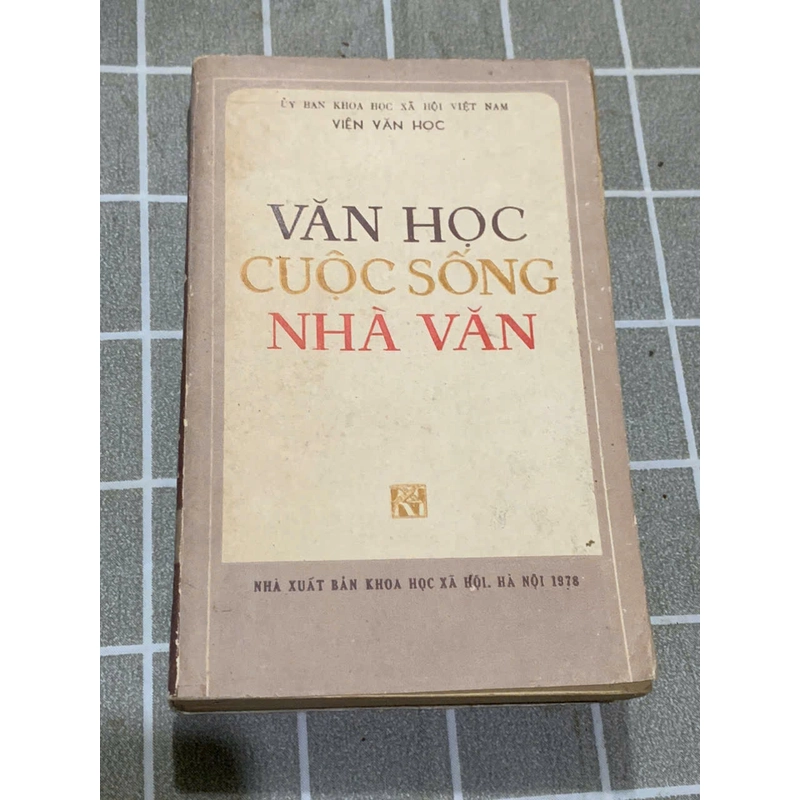 ỦY BAN KHOA HỌC XÃ HỘI VIỆT NAM
VIỆN VĂN HỌC
VĂN HỌC
CUỘC SỐNG
NHÀ VĂN
NHÀ XUẤT BẢN KHOA HỌC XÃ HỘI. HÀ NỘI 1978